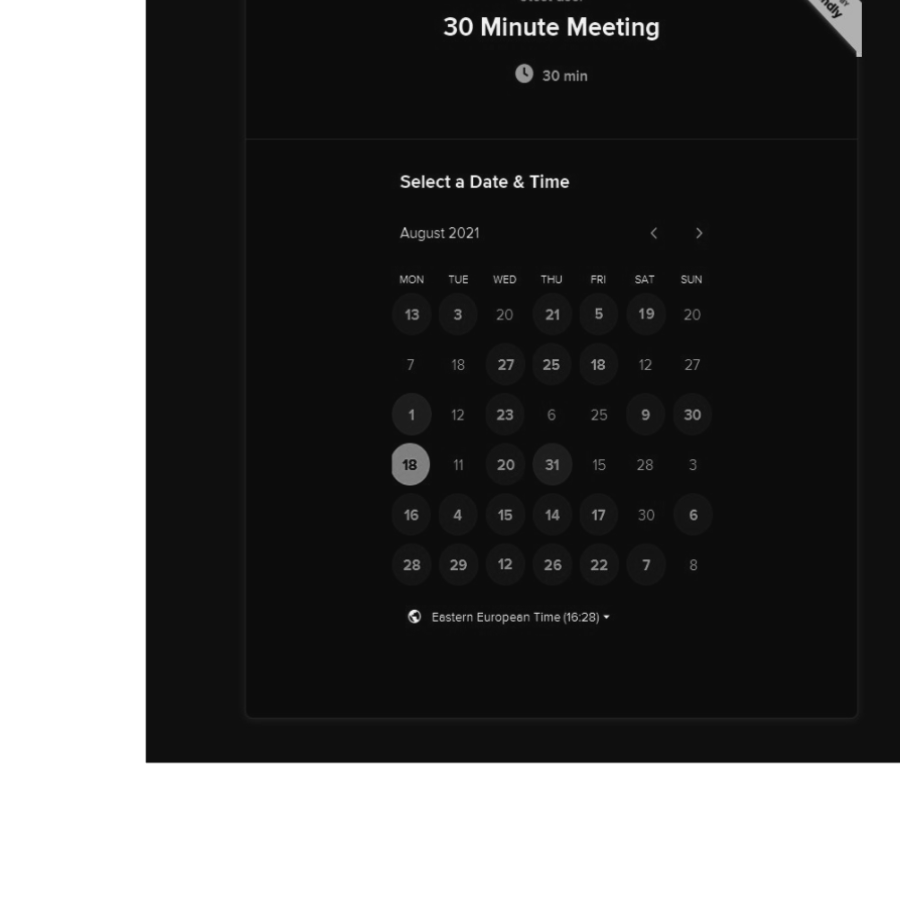 30 Minute Meeting
30 min
Select a Date & Time
August 2021
MON TUE WED THU FRI SAT SUN
13 3 20 21 5 19 20
7 18 27 25 18 12 27
1 12 23 6 25 9 30
18 11 20 31 15 28 3
16 4 15 14 17 30 6
28 29 12 26 22 7 8
Eastern European Time (16:28)